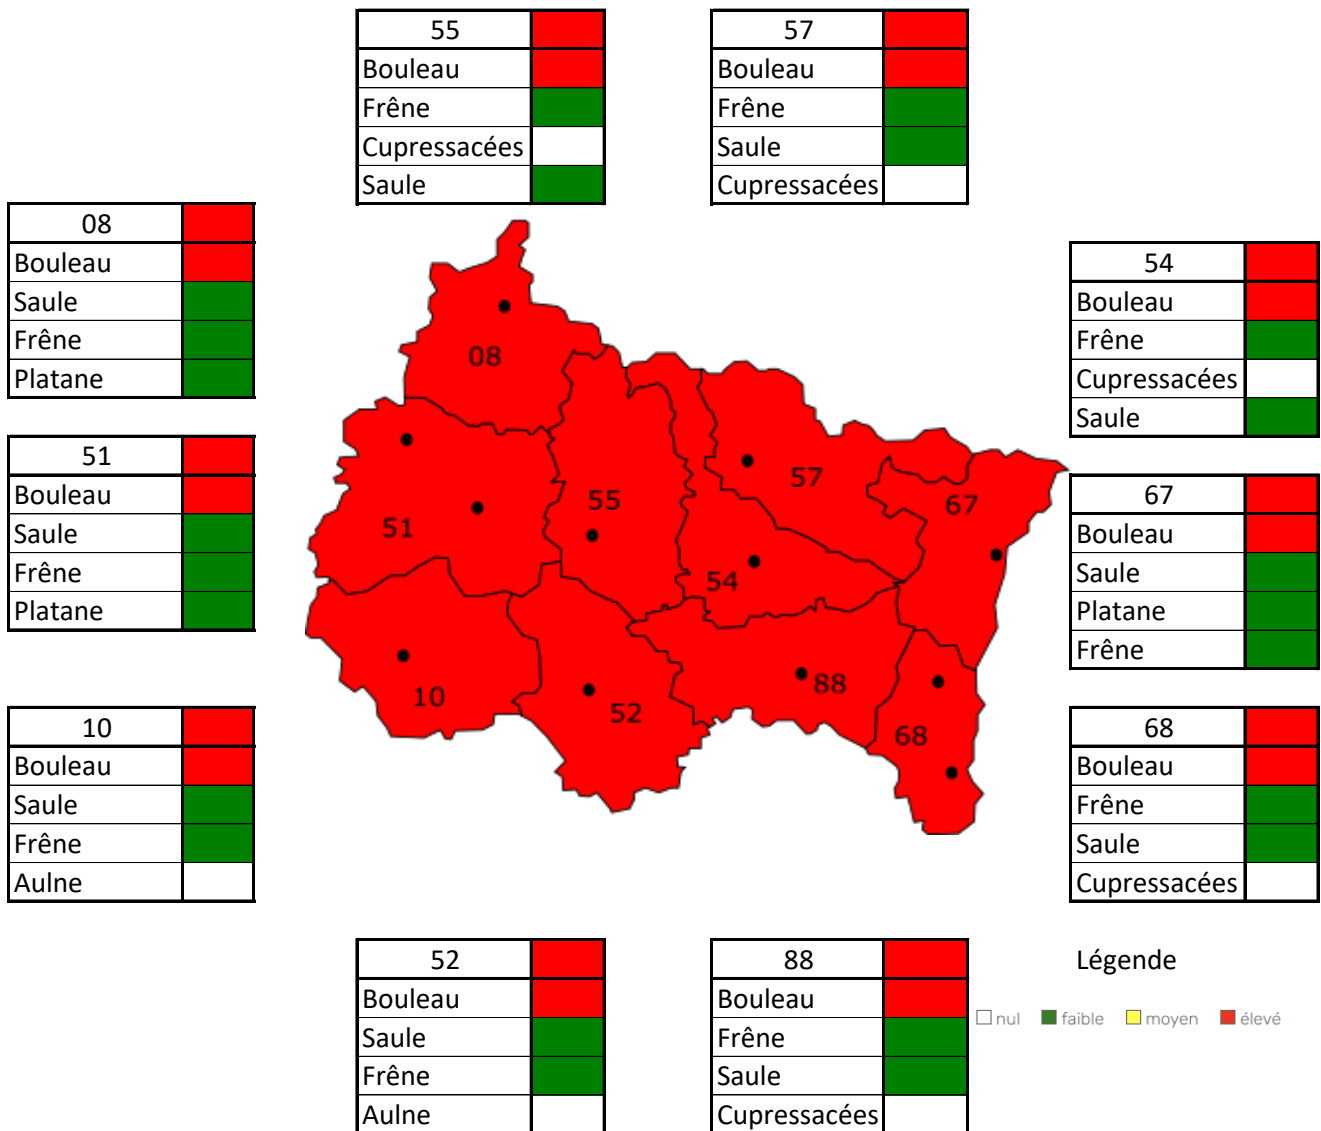 55
Bouleau
Frêne
Cupressacées
Saule
57
Bouleau
Frêne
Saule
Cupressacées
08
Bouleau
Saule
Frêne
Platane
54
Bouleau
Frêne
Cupressacées
Saule
51
Bouleau
Saule
Frêne
Platane
67
Bouleau
Saule
Platane
Frêne
10
Bouleau
Saule
Frêne
Aulne
68
Bouleau
Frêne
Saule
Cupressacées
08
57
55
67
51
54
88
10
52
68
52
Bouleau
Saule
Frêne
Aulne
88
Bouleau
Frêne
Saule
Cupressacées
Légende
nul faible moyen élevé